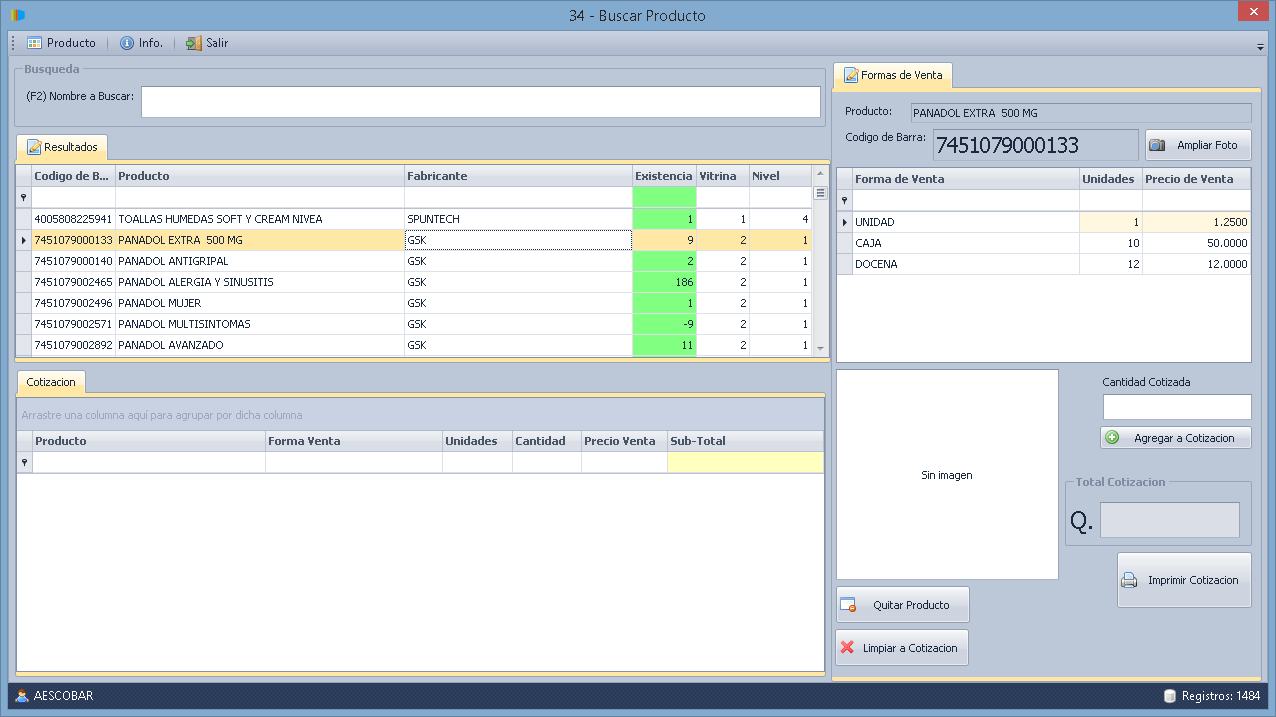 34 - Buscar Producto
Producto Info. Salir
Busqueda
(F2) Nombre a Buscar:
Resultados
Codigo de B... Producto Fabricante Existencia Vitrina Nivel
4005808225941 TOALLAS HUMEDAS SOFT Y CREAM NIVEA SPUNTECH 1 1 4
7451079000133 PANADOL EXTRA  500 MG GSK 9 2 1
7451079000140 PANADOL ANTIGRIPAL GSK 2 2 1
7451079002465 PANADOL ALERGIA Y SINUSITIS GSK 186 2 1
7451079002496 PANADOL MUJER GSK 1 2 1
7451079002571 PANADOL MULTISINTOMAS GSK -9 2 1
7451079002892 PANADOL AVANZADO GSK 11 2 1
Cotizacion
Arrastre una columna aquí para agrupar por dicha columna
Producto Forma Venta Unidades Cantidad Precio Venta Sub-Total
Formas de Venta
Producto: PANADOL EXTRA  500 MG
Codigo de Barra: 7451079000133 Ampliar Foto
Forma de Venta Unidades Precio de Venta
UNIDAD 1 1.2500
CAJA 10 50.0000
DOCENA 12 12.0000
Sin imagen
Cantidad Cotizada
Agregar a Cotizacion
Total Cotizacion
Q.
Imprimir Cotizacion
Quitar Producto
Limpiar a Cotizacion
AESCOBAR Registros: 1484